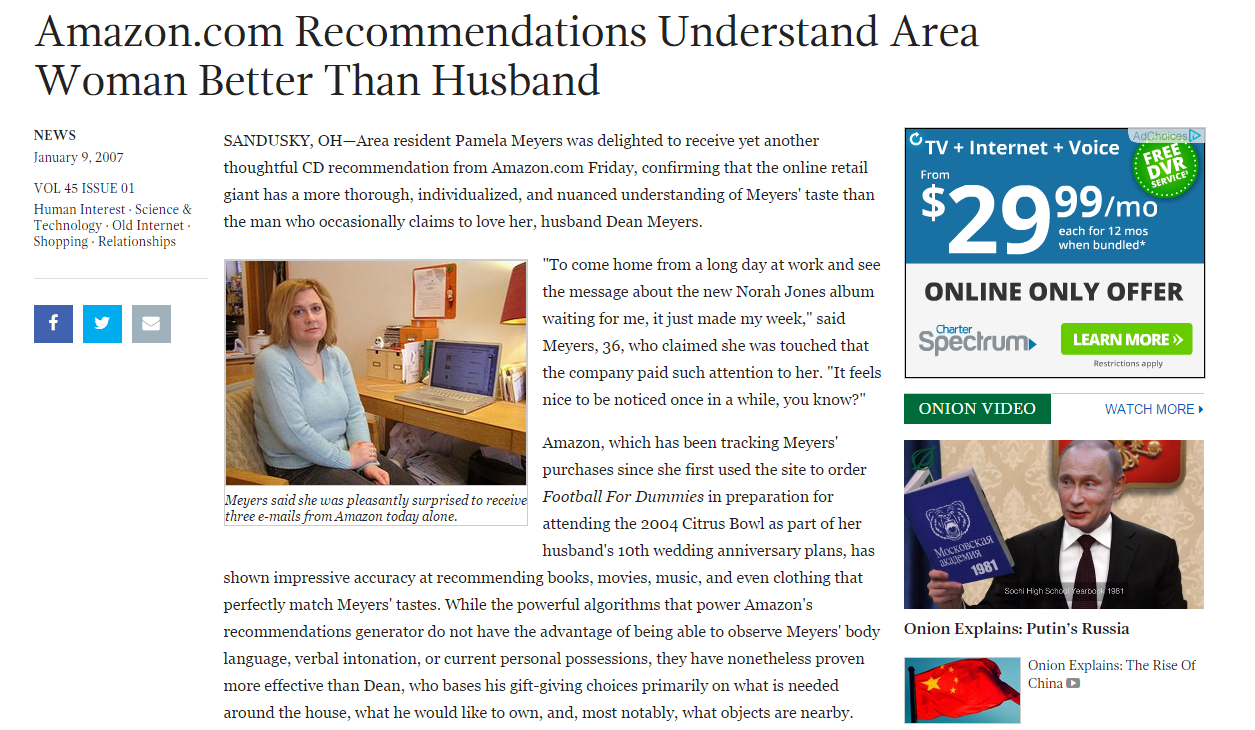 Amazon.com Recommendations Understand Area
Woman Better Than Husband
NEWS
January 9, 2007
VOL 45 ISSUE 01
Human Interest · Science &
Technology · Old Internet ·
Shopping · Relationships
SANDUSKY, OH—Area resident Pamela Meyers was delighted to receive yet another
thoughtful CD recommendation from Amazon.com Friday, confirming that the online retail
giant has a more thorough, individualized, and nuanced understanding of Meyers' taste than
the man who occasionally claims to love her, husband Dean Meyers.
Meyers said she was pleasantly surprised to receive
three e-mails from Amazon today alone.
"To come home from a long day at work and see
the message about the new Norah Jones album
waiting for me, it just made my week," said
Meyers, 36, who claimed she was touched that
the company paid such attention to her. "It feels
nice to be noticed once in a while, you know?"
Amazon, which has been tracking Meyers'
purchases since she first used the site to order
Football For Dummies in preparation for
attending the 2004 Citrus Bowl as part of her
husband's 10th wedding anniversary plans, has
shown impressive accuracy at recommending books, movies, music, and even clothing that
perfectly match Meyers' tastes. While the powerful algorithms that power Amazon's
recommendations generator do not have the advantage of being able to observe Meyers' body
language, verbal intonation, or current personal possessions, they have nonetheless proven
more effective than Dean, who bases his gift-giving choices primarily on what is needed
around the house, what he would like to own, and, most notably, what objects are nearby.
AdChoices
TV + Internet + Voice
FREE
DVR
SERVICE!
From
$29 99/mo
each for 12 mos
when bundled*
ONLINE ONLY OFFER
Charter
Spectrum
LEARN MORE »
Restrictions apply
ONION VIDEO
WATCH MORE
Московская
академия
1981
Sochi High School Yearbook 1981
Onion Explains: Putin's Russia
Onion Explains: The Rise Of
China